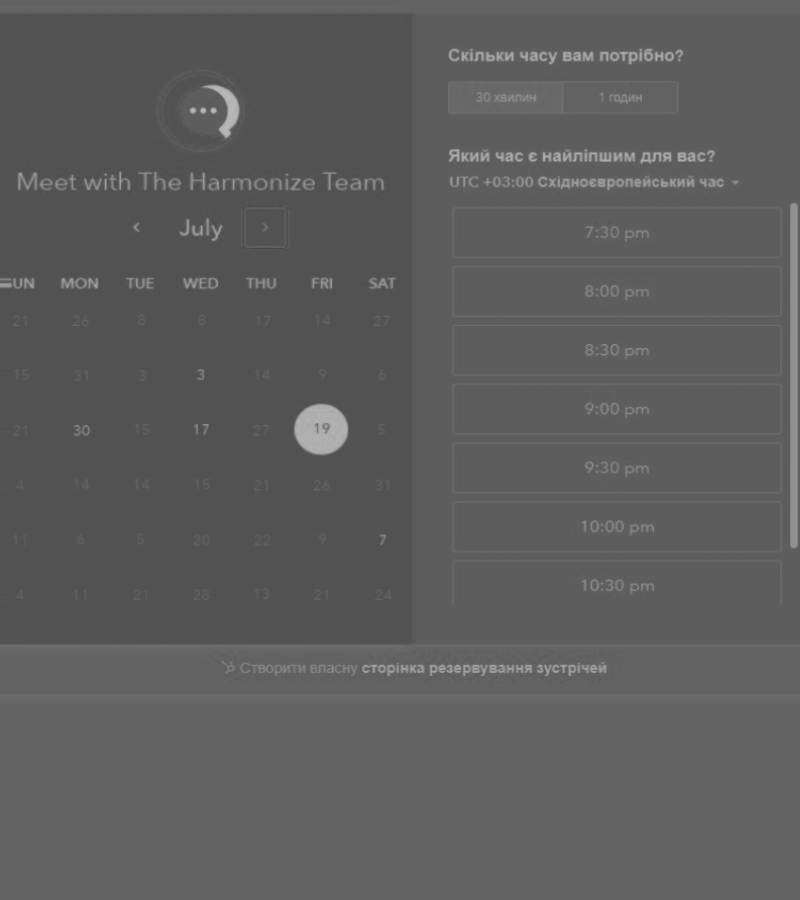 Meet with The Harmonize Team
July
UN MON TUE WED THU FRI SAT
21 26 8 8 17 14 27
15 31 3 3 14 9 6
21 30 15 17 27 19 5
4 14 14 15 21 26 31
11 6 5 20 22 9 7
4 11 21 28 13 21 24
Скільки часу вам потрібно?
30 хвилин 1 годин
Який час є найліпшим для вас?
UTC +03:00 Східноєвропейський час
7:30 pm
8:00 pm
8:30 pm
9:00 pm
9:30 pm
10:00 pm
10:30 pm
Створити власну сторінка резервування зустрічей